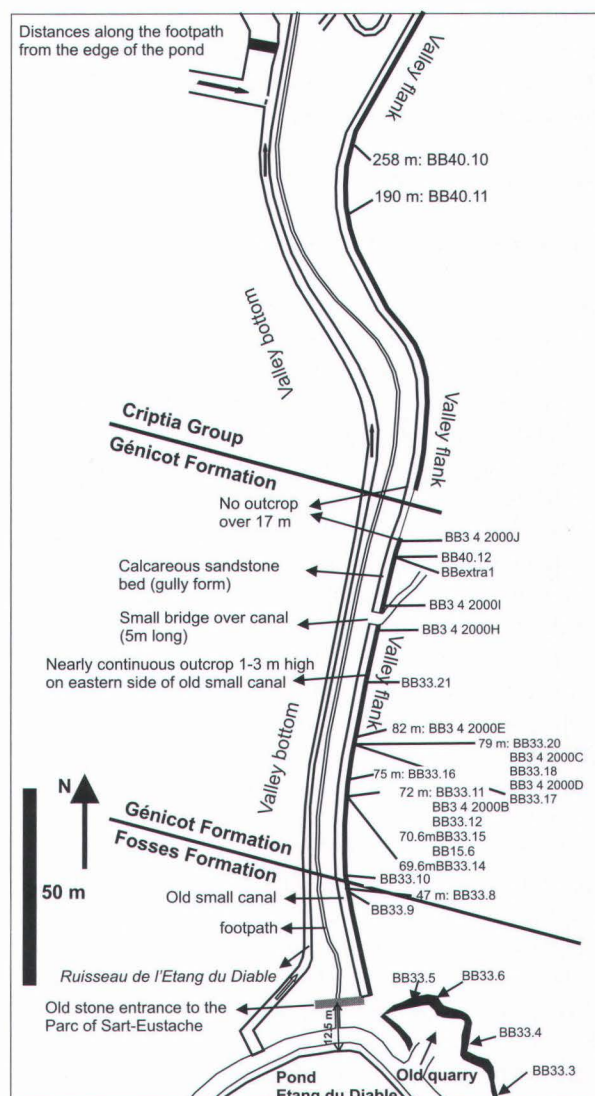 Distances along the footpath
from the edge of the pond
Valley flank
258 m: BB40.10
190 m: BB40.11
Valley bottom
Criptia Group
Génicot Formation
Valley flank
No outcrop
over 17 m
BB3 4 2000J
BB40.12
BBextra1
Calcareous sandstone
bed (gully form)
BB3 4 2000I
Small bridge over canal
(5m long)
BB3 4 2000H
Nearly continuous outcrop 1-3 m high
on eastern side of old small canal
Valley flank
BB33.21
Valley bottom
82 m: BB3 4 2000E
79 m: BB33.20
BB3 4 2000C
BB33.18
BB3 4 2000D
BB33.17
75 m: BB33.16
72 m: BB33.11
BB3 4 2000B
BB33.12
70.6mBB33.15
BB15.6
69.6mBB33.14
N
50 m
Génicot Formation
Fosses Formation
BB33.10
47 m: BB33.8
BB33.9
Old small canal
footpath
Ruisseau de l'Etang du Diable
Old stone entrance to the
Parc of Sart-Eustache
12.5 m
BB33.5
BB33.6
BB33.4
BB33.3
Old quarry
Pond
Etang du Diable